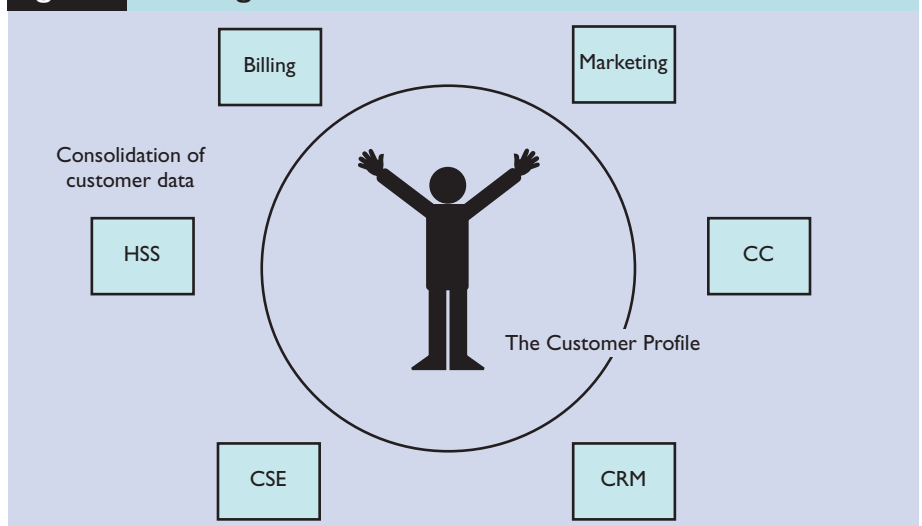 Billing
Marketing
Consolidation of
customer data
HSS
CC
The Customer Profile
CSE
CRM